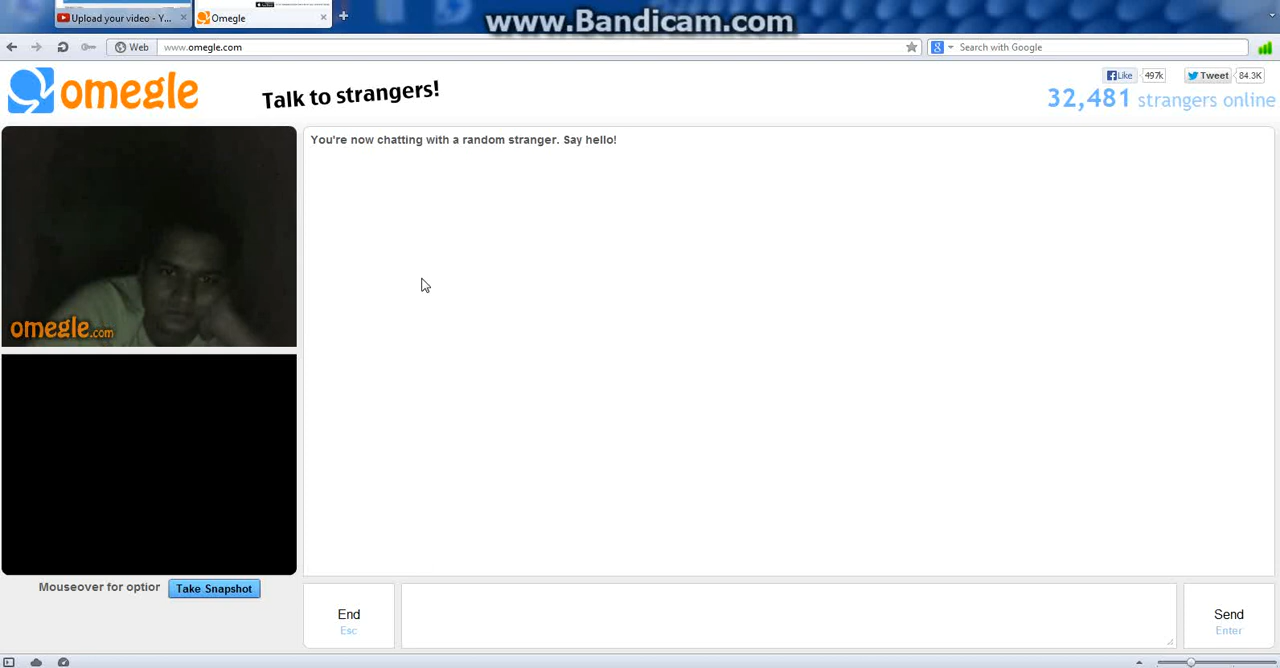 www.Bandicam.com
Upload your video - Y...
Omegle
Web
www.omegle.com
Search with Google
omegle
Talk to strangers!
Like 497k
Tweet 84.3K
32,481 strangers online
You're now chatting with a random stranger. Say hello!
omegle.com
Mouseover for option
Take Snapshot
End
Esc
Send
Enter